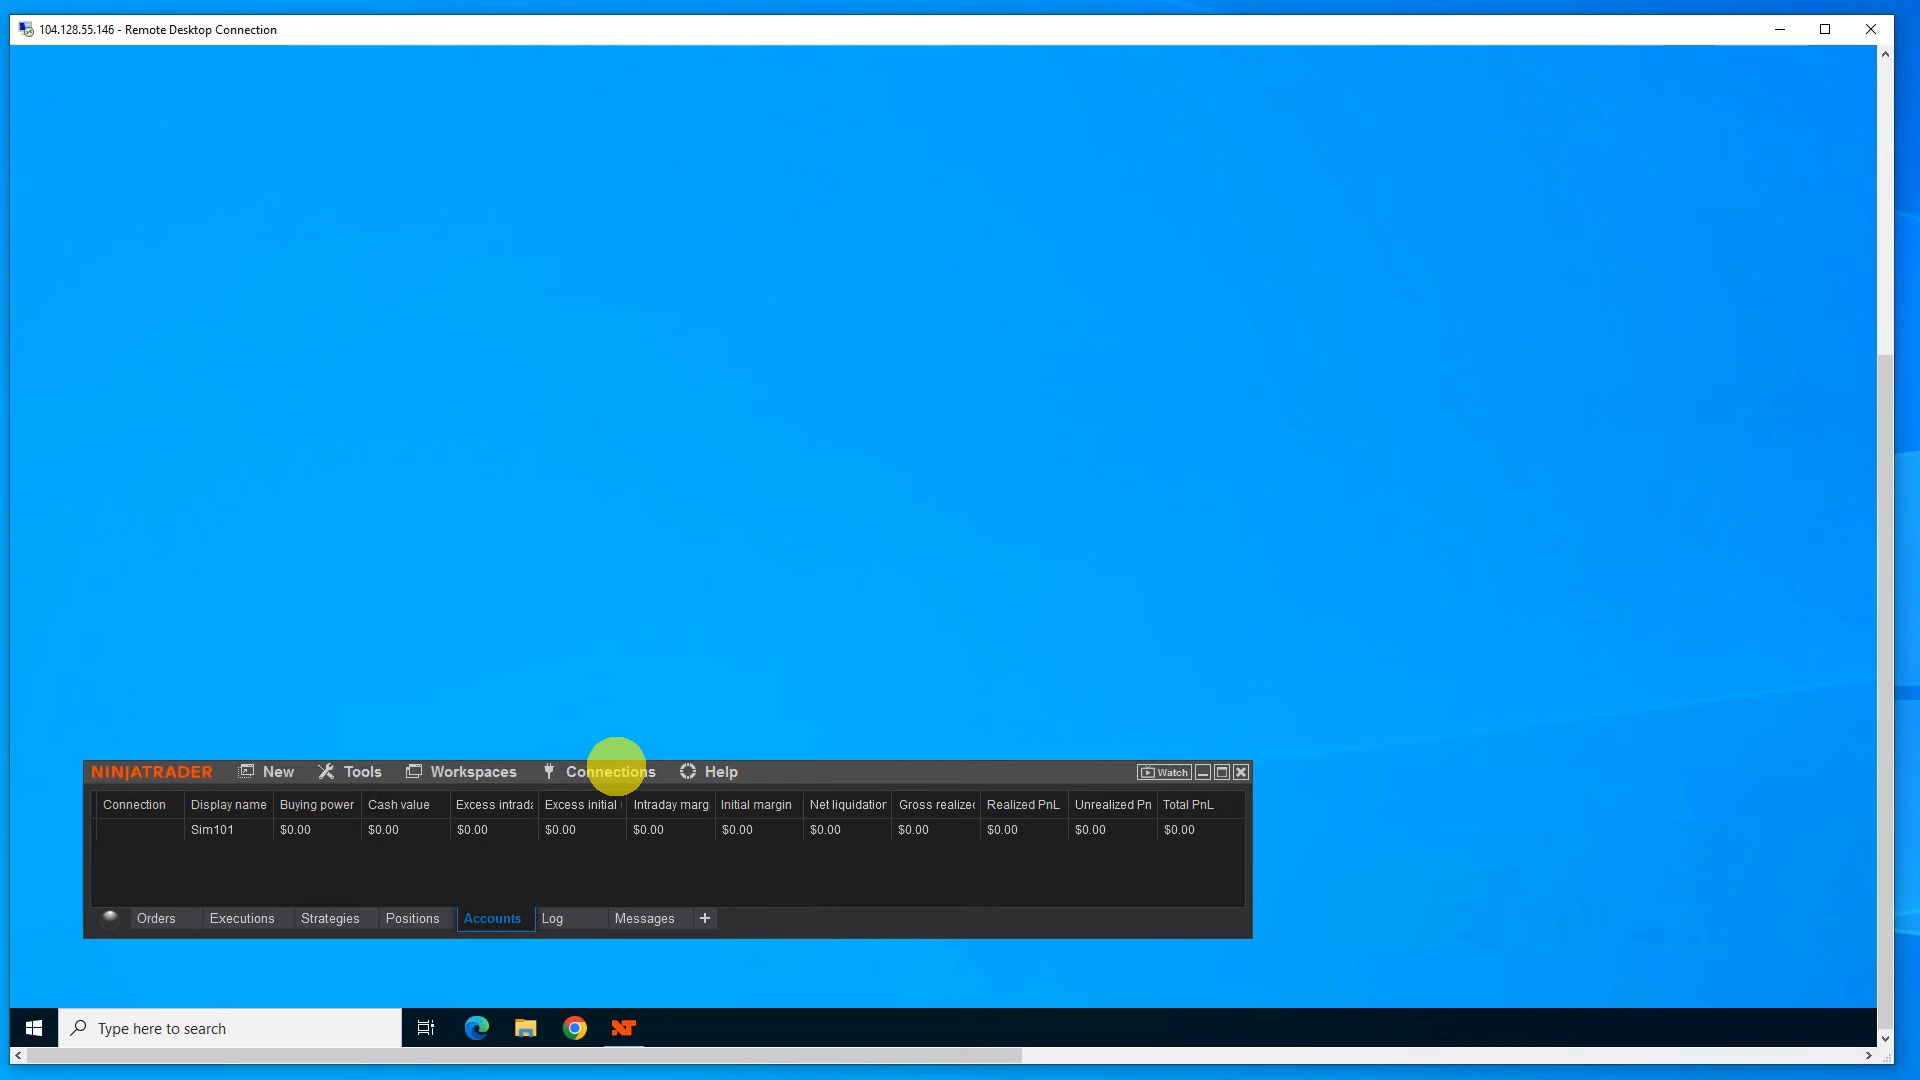 104.128.55.146 - Remote Desktop Connection
NINJATRADER New Tools Workspaces Connections Help Watch
Connection Display name Buying power Cash value Excess intrada Excess initial Intraday marg Initial margin Net liquidation Gross realized Realized PnL Unrealized Pn Total PnL
Sim101 $0.00 $0.00 $0.00 $0.00 $0.00 $0.00 $0.00 $0.00 $0.00 $0.00 $0.00
Orders Executions Strategies Positions Accounts Log Messages +
Type here to search